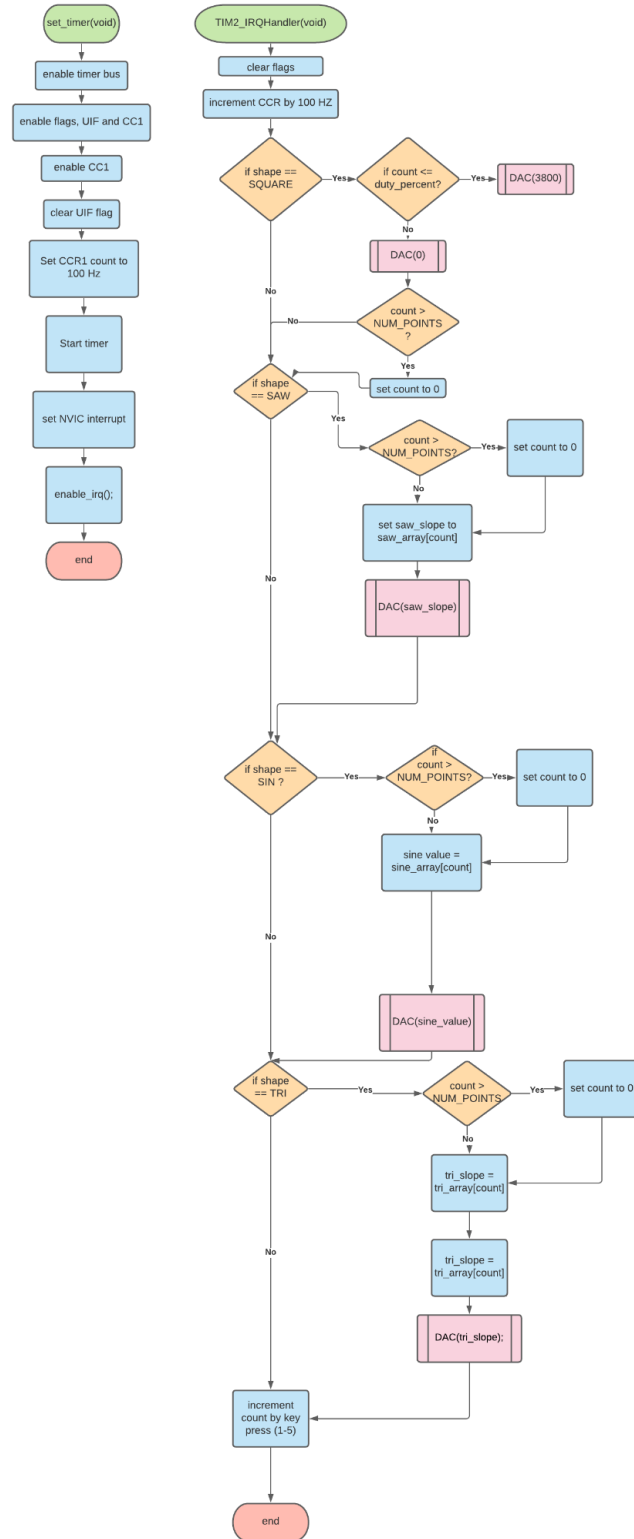 set_timer(void)
enable timer bus
enable flags, UIF and CC1
enable CC1
clear UIF flag
Set CCR1 count to
100 Hz
Start timer
set NVIC interrupt
enable_irq();
end
TIM2_IRQHandler(void)
clear flags
increment CCR by 100 HZ
if shape ==
SQUARE
Yes
if count <=
duty_percent?
Yes
DAC(3800)
No
DAC(0)
No
count >
NUM_POINTS
?
No
Yes
set count to 0
if shape
== SAW
Yes
count >
NUM_POINTS?
Yes
set count to 0
No
set saw_slope to
saw_array[count]
No
DAC(saw_slope)
if shape ==
SIN ?
Yes
if
count >
NUM_POINTS?
Yes
set count to 0
No
sine value =
sine_array[count]
No
DAC(sine_value)
if shape
== TRI
Yes
count >
NUM_POINTS
Yes
set count to 0
No
tri_slope =
tri_array[count]
No
tri_slope =
tri_array[count]
DAC(tri_slope);
increment
count by key
press (1-5)
end